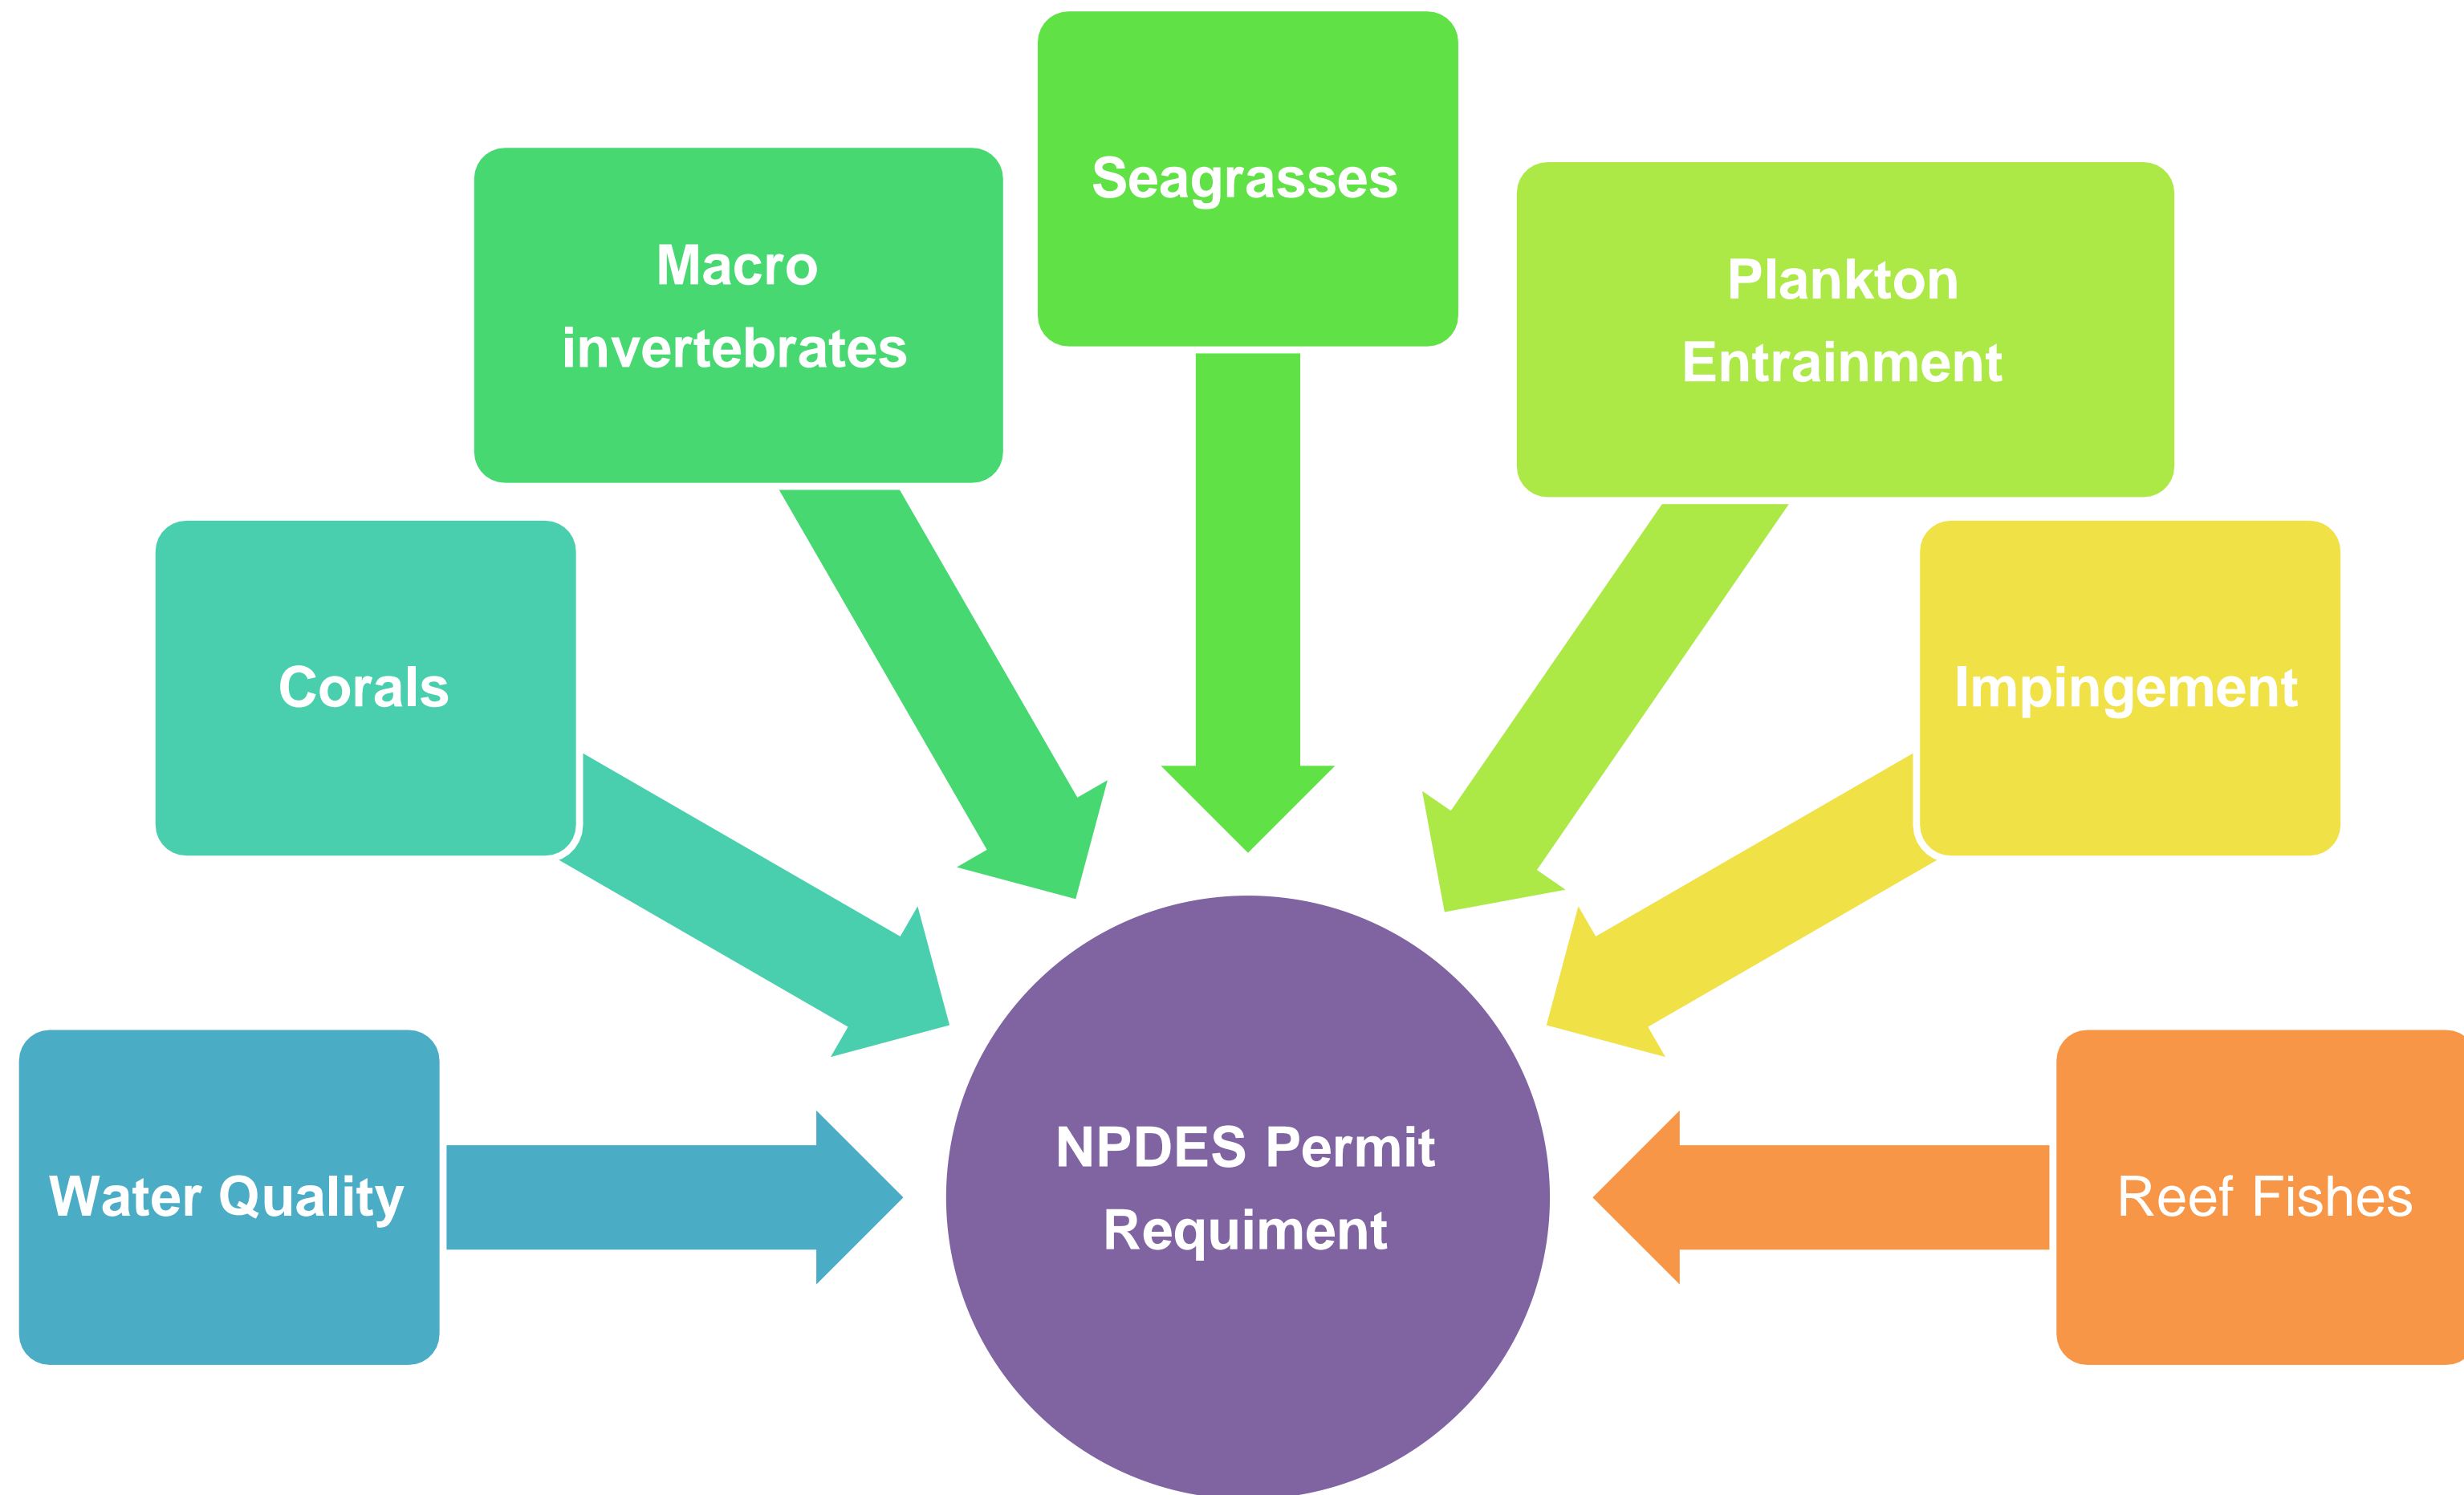 Seagrasses
Macro
invertebrates
Plankton
Entrainment
Corals
Impingement
Water Quality
NPDES Permit
Requiment
Reef Fishes